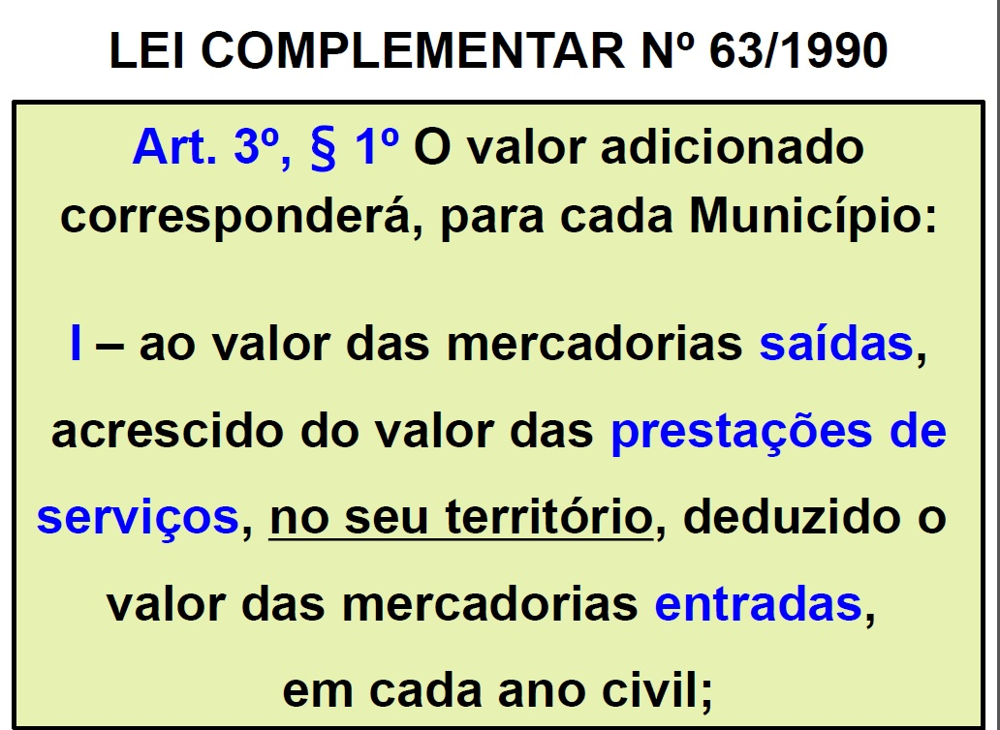 LEI COMPLEMENTAR Nº 63/1990
Art. 3º, § 1º O valor adicionado
corresponderá, para cada Município:
I – ao valor das mercadorias saídas,
acrescido do valor das prestações de
serviços, no seu território, deduzido o
valor das mercadorias entradas,
em cada ano civil;